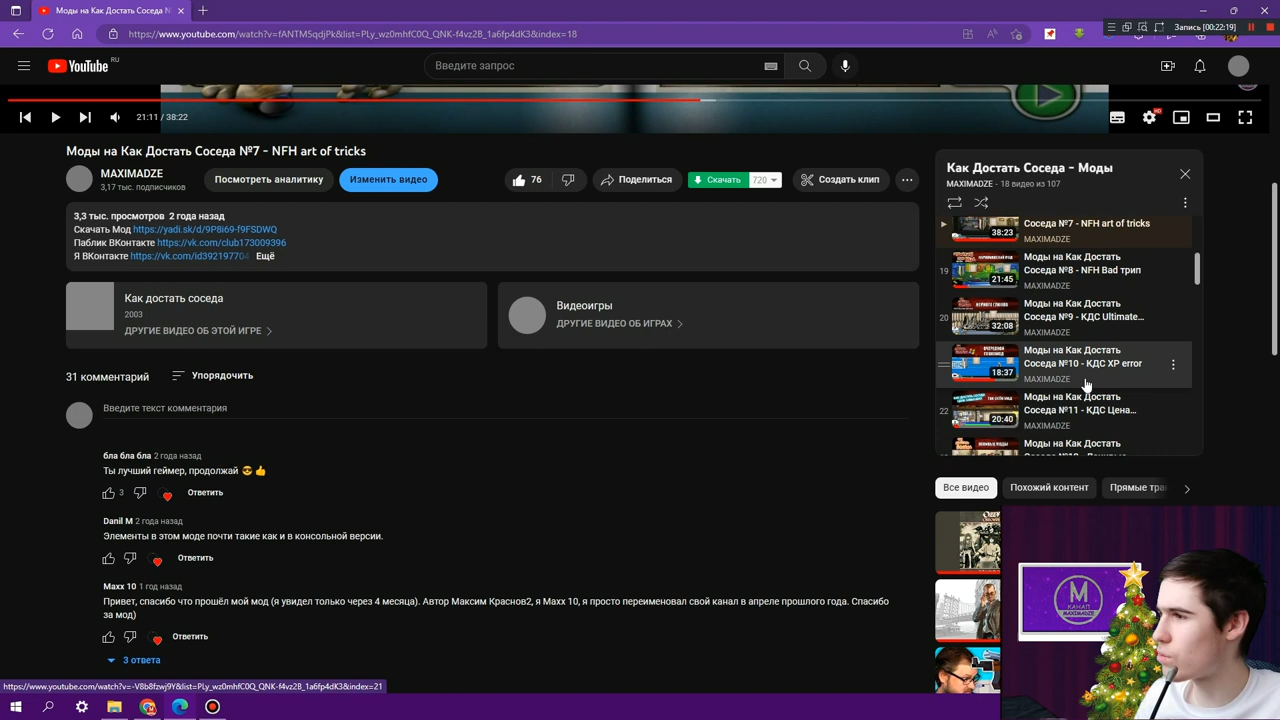 Моды на Как Достать Соседа N
Запись (00:22:19)
https://www.youtube.com/watch?v=fANTM5qdjPk&list=PLy_wz0mhfC0Q_QNK-f4vz2B_1a6fp4dK3&index=18
YouTube RU
Введите запрос
21:11 / 38:22
HD
Моды на Как Достать Соседа №7 - NFH art of tricks
MAXIMADZE
3,17 тыс. подписчиков
Посмотреть аналитику
Изменить видео
76
Поделиться
Скачать
720
Создать клип
3,3 тыс. просмотров 2 года назад
Скачать Мод https://yadi.sk/d/9P8i69-f9FSDWQ
Паблик ВКонтакте https://vk.com/club173009396
Я ВКонтакте https://vk.com/id392197704 Ещё
Как достать соседа
2003
ДРУГИЕ ВИДЕО ОБ ЭТОЙ ИГРЕ
Видеоигры
ДРУГИЕ ВИДЕО ОБ ИГРАХ
31 комментарий
Упорядочить
Введите текст комментария
бла бла бла 2 года назад
Ты лучший геймер, продолжай 😎👍
3
Ответить
Danil M 2 года назад
Элементы в этом моде почти такие как и в консольной версии.
Ответить
Maxx 10 1 год назад
Привет, спасибо что прошёл мой мод (я увидел только через 4 месяца). Автор Максим Краснов2, я Maxx 10, я просто переименовал свой канал в апреле прошлого года. Спасибо
за мод)
Ответить
3 ответа
https://www.youtube.com/watch?v=-V8b8fzwj9Y&list=PLy_wz0mhfC0Q_QNK-f4vz2B_1a6fp4dK3&index=21
Как Достать Соседа – Моды
MAXIMADZE - 18 видео из 107
38:23
Соседа №7 - NFH art of tricks
MAXIMADZE
19
21:45
Моды на Как Достать
Соседа №8 - NFH Bad трип
MAXIMADZE
20
32:08
Моды на Как Достать
Соседа №9 - КДС Ultimate…
MAXIMADZE
18:37
Моды на Как Достать
Соседа №10 - КДС XP error
MAXIMADZE
22
20:40
Моды на Как Достать
Соседа №11 - КДС Цена…
MAXIMADZE
Моды на Как Достать
Все видео
Похожий контент
Прямые тра
М
КАНАЛ
MAXIMADZE